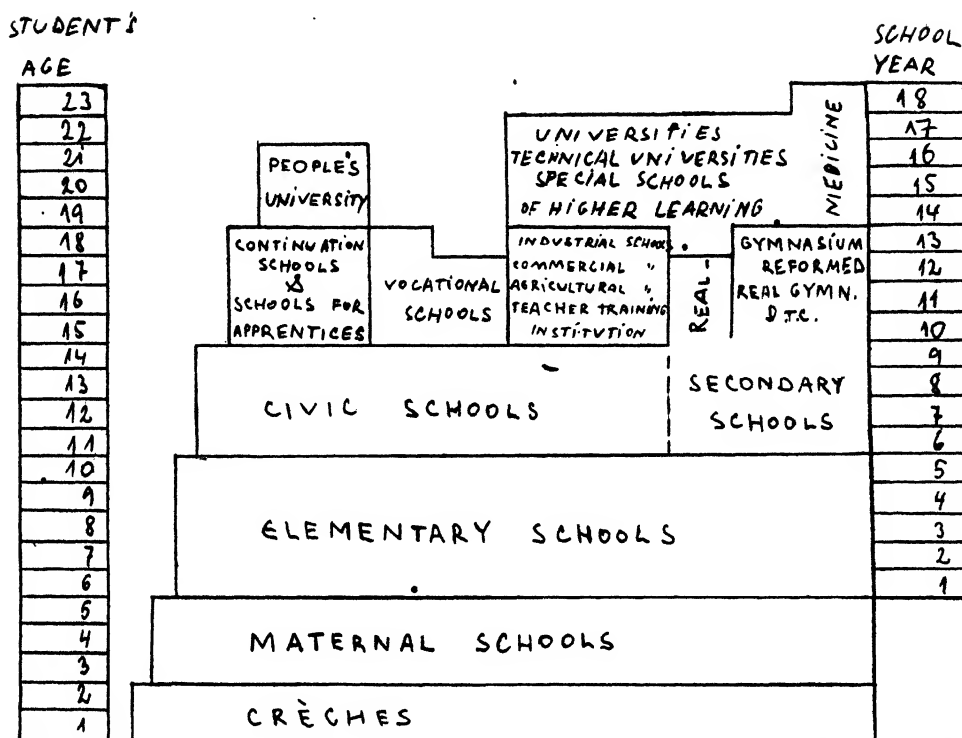 STUDENT'S
AGE
23
22
21
20
19
18
17
16
15
14
13
12
11
10
9
8
7
6
5
4
3
2
1
SCHOOL
YEAR
18
17
16
15
14
13
12
11
10
9
8
7
6
5
4
3
2
1
PEOPLE'S
UNIVERSITY
UNIVERSITIES
TECHNICAL UNIVERSITIES
SPECIAL SCHOOLS
OF HIGHER LEARNING
MEDICINE
CONTINUATION
SCHOOLS
&
SCHOOLS FOR
APPRENTICES
VOCATIONAL
SCHOOLS
INDUSTRIAL SCHOOL
COMMERCIAL "
AGRICULTURAL "
TEACHER TRAINING
INSTITUTION
REAL-
GYMNASIUM
REFORMED
REAL GYMN.
D.T.C.
CIVIC SCHOOLS
SECONDARY
SCHOOLS
ELEMENTARY SCHOOLS
MATERNAL SCHOOLS
CRÈCHES